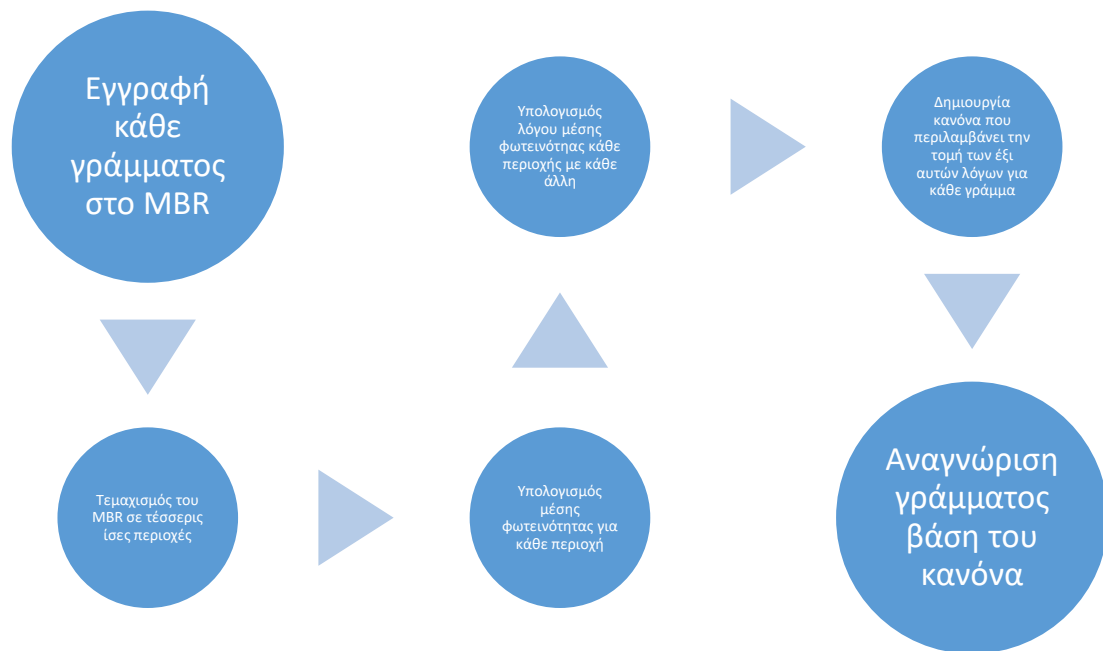 Εγγραφή
κάθε
γράμματος
στο MBR
Τεμαχισμός του
MBR σε τέσσερις
ίσες περιοχές
Υπολογισμός
μέσης
φωτεινότητας για
κάθε περιοχή
Υπολογισμός
λόγου μέσης
φωτεινότηας κάθε
περιοχής με κάθε
άλλη
Δημιουργία
κανόνα που
περιλαμβάνει την
τομή των έξι
αυτών λόγων για
κάθε γράμμα
Αναγνώριση
γράμματος
βάση του
κανόνα